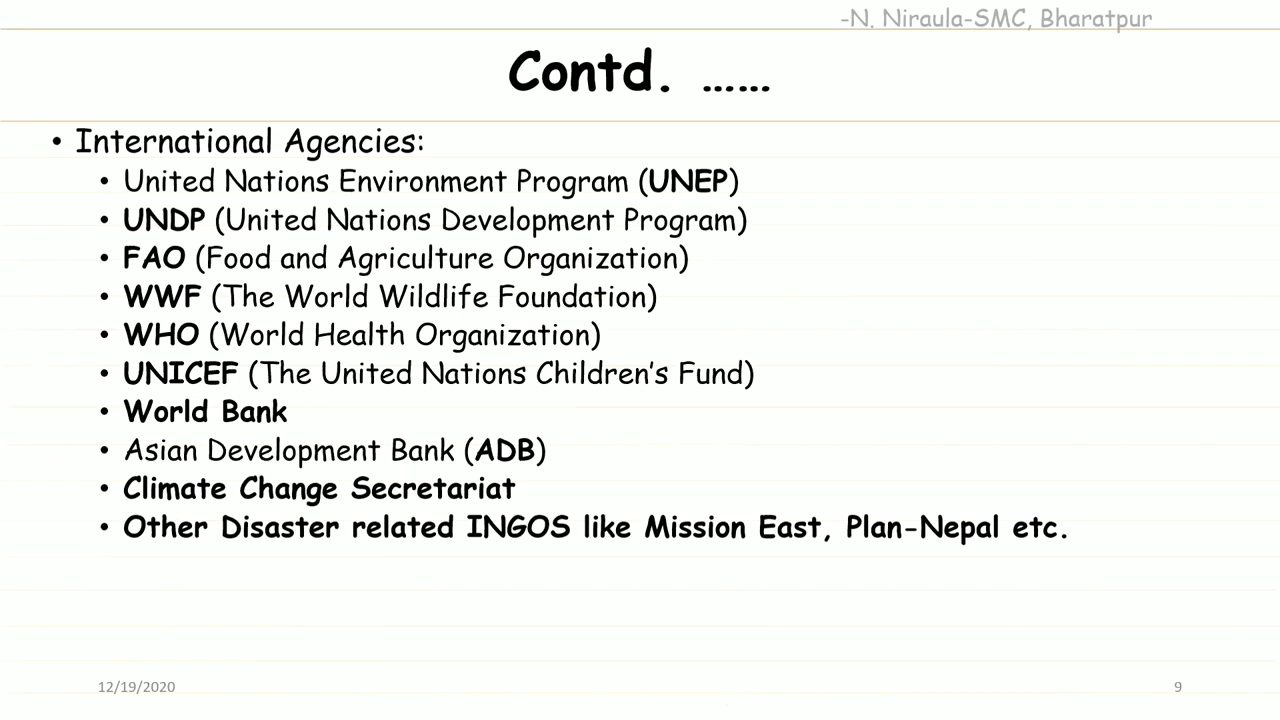 -N. Niraula-SMC, Bharatpur
Contd. ……
• International Agencies:
• United Nations Environment Program (UNEP)
• UNDP (United Nations Development Program)
• FAO (Food and Agriculture Organization)
• WWF (The World Wildlife Foundation)
• WHO (World Health Organization)
• UNICEF (The United Nations Children’s Fund)
• World Bank
• Asian Development Bank (ADB)
• Climate Change Secretariat
• Other Disaster related INGOS like Mission East, Plan-Nepal etc.
12/19/2020
9